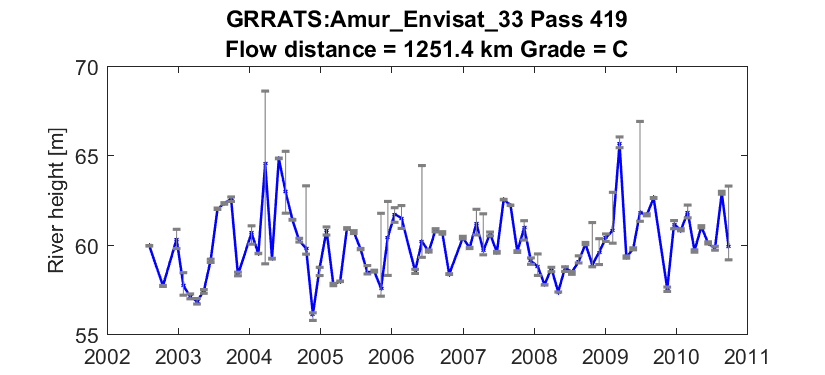 GRRATS:Amur_Envisat_33 Pass 419
Flow distance = 1251.4 km Grade = C
River height [m]
70
65
60
55
2002 2003 2004 2005 2006 2007 2008 2009 2010 2011